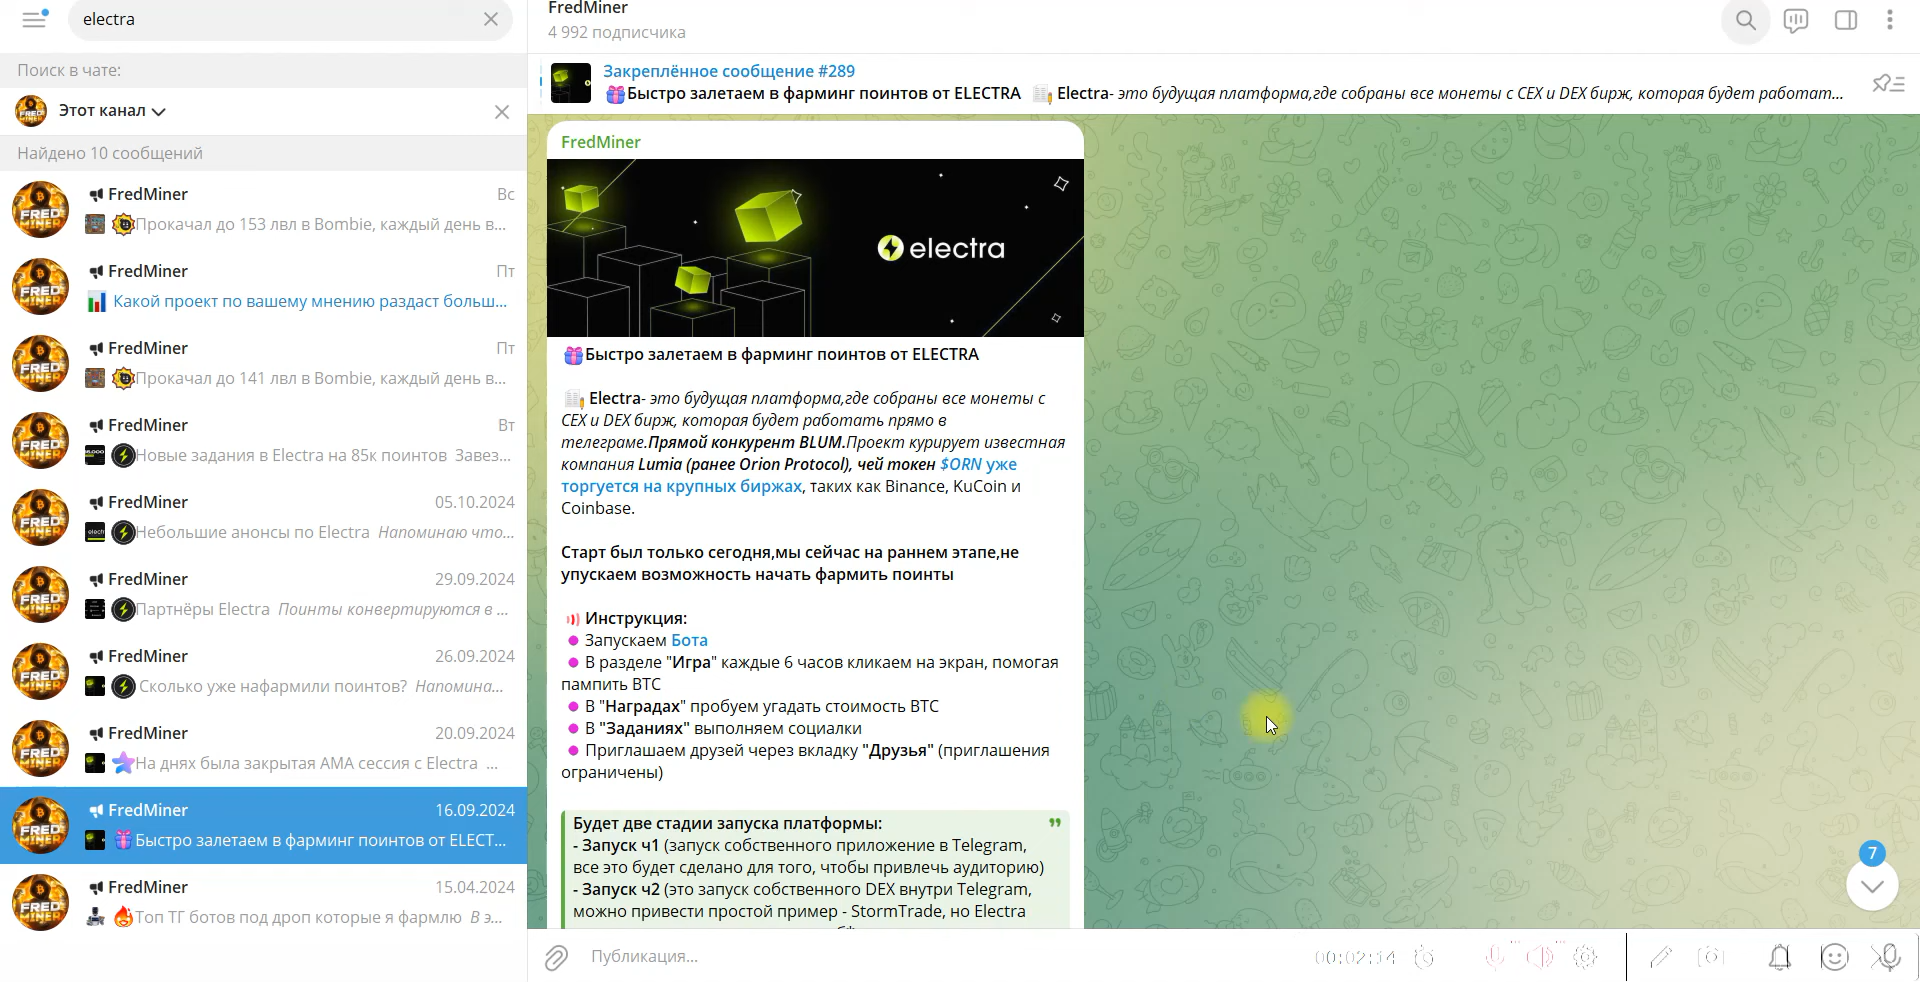 electra
Поиск в чате:
Этот канал
Найдено 10 сообщений
FredMiner Вс
Прокачал до 153 лвл в Bombie, каждый день в...
FredMiner Пт
Какой проект по вашему мнению раздаст больш...
FredMiner Пт
Прокачал до 141 лвл в Bombie, каждый день в...
FredMiner Вт
Новые задания в Electra на 85к поинтов Завез...
FredMiner 05.10.2024
Небольшие анонсы по Electra Напоминаю что...
FredMiner 29.09.2024
Партнёры Electra Поинты конвертируются в ...
FredMiner 26.09.2024
Сколько уже нафармили поинтов? Напомина...
FredMiner 20.09.2024
На днях была закрытая АМА сессия с Electra ...
FredMiner 16.09.2024
Быстро залетаем в фарминг поинтов от ELECT...
FredMiner 15.04.2024
Топ ТГ ботов под дроп которые я фармлю В э...
FredMiner
4 992 подписчика
Закреплённое сообщение #289
Быстро залетаем в фарминг поинтов от ELECTRA Electra- это будущая платформа,где собраны все монеты с CEX и DEX бирж, которая будет работат...
FredMiner
electra
Быстро залетаем в фарминг поинтов от ELECTRA
Electra- это будущая платформа,где собраны все монеты с
CEX и DEX бирж, которая будет работать прямо в
телеграме.Прямой конкурент BLUM.Проект курирует известная
компания Lumia (ранее Orion Protocol), чей токен $ORN уже
торгуется на крупных биржах, таких как Binance, KuCoin и
Coinbase.
Старт был только сегодня,мы сейчас на раннем этапе,не
упускаем возможность начать фармить поинты
Инструкция:
Запускаем Бота
В разделе "Игра" каждые 6 часов кликаем на экран, помогая
пампить BTC
В "Наградах" пробуем угадать стоимость BTC
В "Заданиях" выполняем социалки
Приглашаем друзей через вкладку "Друзья" (приглашения
ограничены)
Будет две стадии запуска платформы:
- Запуск ч1 (запуск собственного приложение в Telegram,
все это будет сделано для того, чтобы привлечь аудиторию)
- Запуск ч2 (это запуск собственного DEX внутри Telegram,
можно привести простой пример - StormTrade, но Electra
7
Публикация...
00:02:14